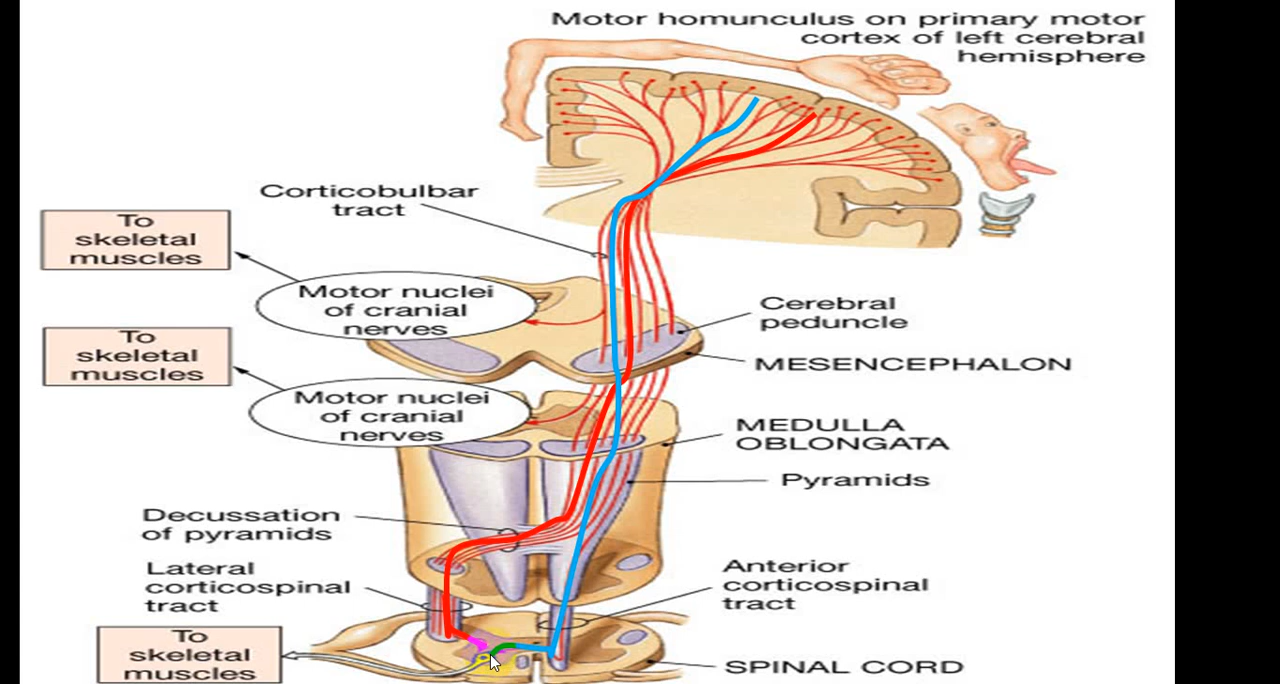 Motor homunculus on primary motor
cortex of left cerebral
hemisphere
Corticobulbar
tract
To
skeletal
muscles
Motor nuclei
of cranial
nerves
Cerebral
peduncle
To
skeletal
muscles
MESENCEPHALON
Motor nuclei
of cranial
nerves
MEDULLA
OBLONGATA
Pyramids
Decussation
of pyramids
Lateral
corticospinal
tract
Anterior
corticospinal
tract
To
skeletal
muscles
SPINAL CORD